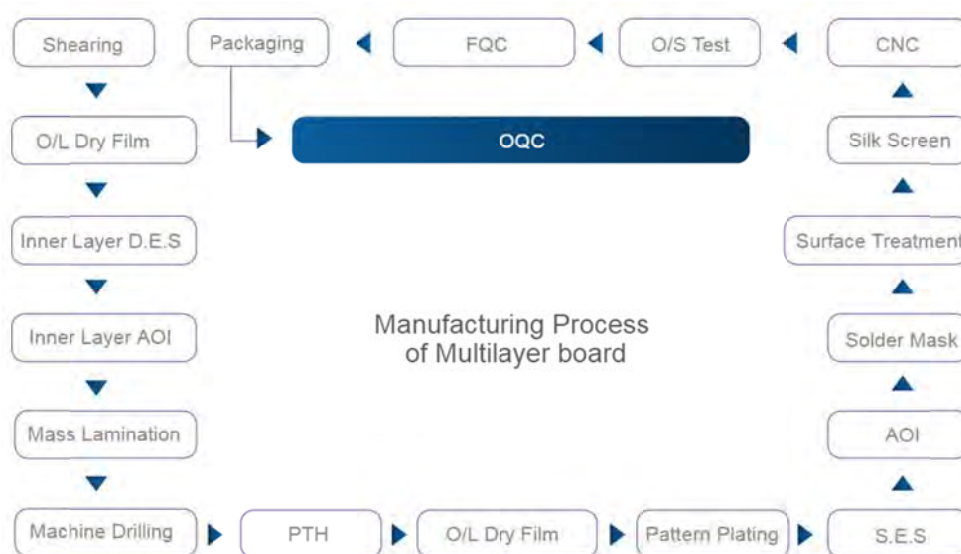 Shearing
Packaging
FQC
O/S Test
CNC
O/L Dry Film
OQC
Silk Screen
Inner Layer D.E.S
Surface Treatment
Inner Layer AOI
Manufacturing Process
of Multilayer board
Solder Mask
Mass Lamination
AOI
Machine Drilling
PTH
O/L Dry Film
Pattern Plating
S.E.S